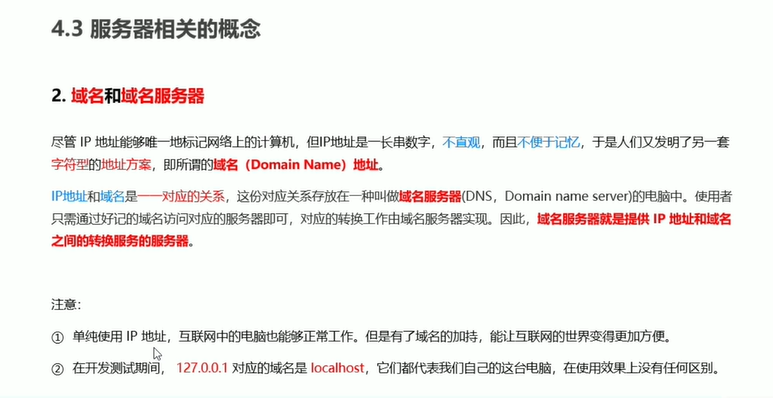 4.3 服务器相关的概念
2. 域名和域名服务器
尽管 IP 地址能够唯一地标记网络上的计算机，但IP地址是一长串数字，不直观，而且不便于记忆，于是人们又发明了另一套
字符型的地址方案，即所谓的域名（Domain Name）地址。
IP地址和域名是一一对应的关系，这份对应关系存放在一种叫做域名服务器(DNS，Domain name server)的电脑中。使用者
只需通过好记的域名访问对应的服务器即可，对应的转换工作由域名服务器实现。因此，域名服务器就是提供 IP 地址和域名
之间的转换服务的服务器。
注意：
① 单纯使用 IP 地址，互联网中的电脑也能够正常工作。但是有了域名的加持，能让互联网的世界变得更加方便。
② 在开发测试期间， 127.0.0.1 对应的域名是 localhost，它们都代表我们自己的这台电脑，在使用效果上没有任何区别。